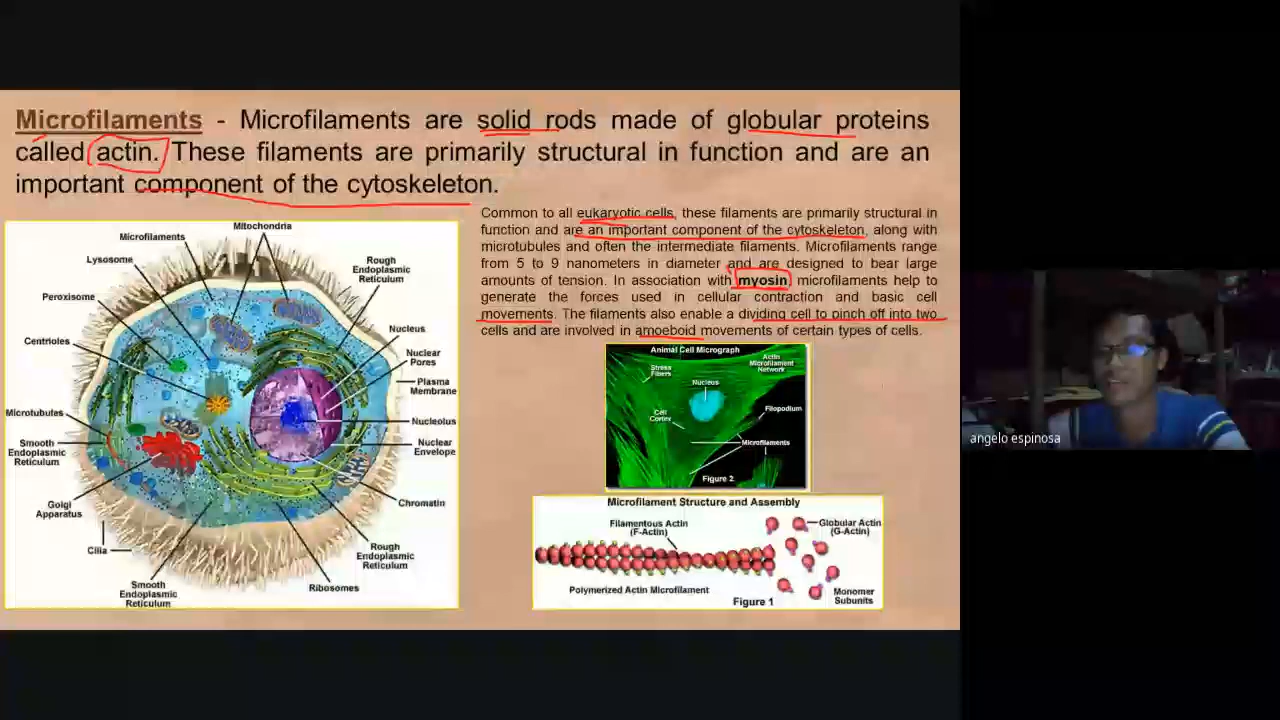 Microfilaments - Microfilaments are solid rods made of globular proteins
called actin. These filaments are primarily structural in function and are an
important component of the cytoskeleton.
Common to all eukaryotic cells, these filaments are primarily structural in
function and are an important component of the cytoskeleton, along with
microtubules and often the intermediate filaments. Microfilaments range
from 5 to 9 nanometers in diameter and are designed to bear large
amounts of tension. In association with myosin microfilaments help to
generate the forces used in cellular contraction and basic cell
movements. The filaments also enable a dividing cell to pinch off into two
cells and are involved in amoeboid movements of certain types of cells.
Mitochondria
Microfilaments
Lysosome
Peroxisome
Centrioles
Microtubules
Smooth
Endoplasmic
Reticulum
Golgi
Apparatus
Cilia
Smooth
Endoplasmic
Reticulum
Rough
Endoplasmic
Reticulum
Nucleus
Nuclear
Pores
Plasma
Membrane
Nucleolus
Nuclear
Envelope
Chromatin
Rough
Endoplasmic
Reticulum
Ribosomes
Animal Cell Micrograph
Stress
Fibers
Actin
Microfilament
Network
Nucleus
Cell
Cortex
Filopodium
Microfilaments
Figure 2
Microfilament Structure and Assembly
Filamentous Actin
(F-Actin)
Globular Actin
(G-Actin)
Polymerized Actin Microfilament
Monomer
Subunits
Figure 1
angelo espinosa